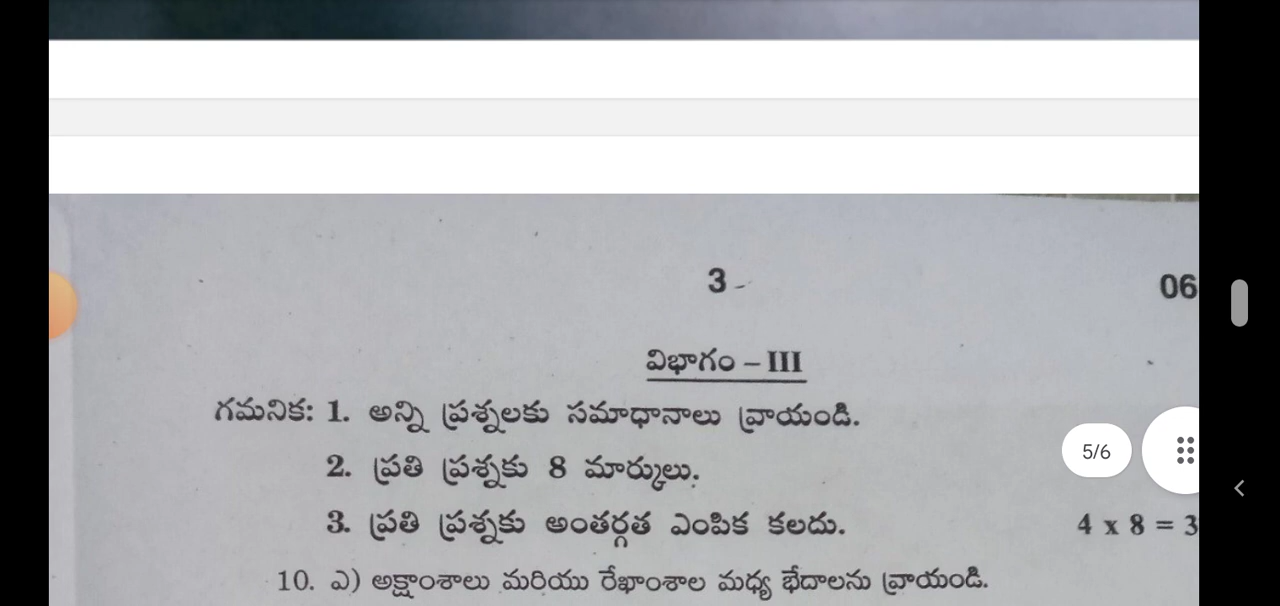 3
06
విభాగం – III
గమనిక: 1. అన్ని ప్రశ్నలకు సమాధానాలు వ్రాయండి.
2. ప్రతి ప్రశ్నకు 8 మార్కులు.
5/6
3. ప్రతి ప్రశ్నకు అంతర్గత ఎంపిక కలదు. 4 x 8 = 3
10. ఎ) అక్షాంశాలు మరియు రేఖాంశాల మధ్య భేదాలను వ్రాయండి.